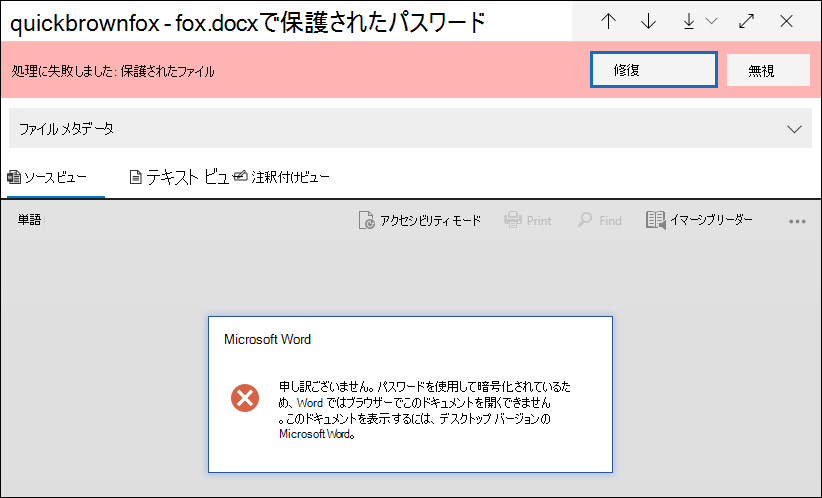 quickbrownfox - fox.docxで保護されたパスワード
処理に失敗しました: 保護されたファイル
修復
無視
ファイル メタデータ
ソース ビュー
テキスト ビュ
注釈付けビュー
単語
アクセシビリティ モード
Print
Find
イマーシブリーダー
Microsoft Word
申し訳ございません。パスワードを使用して暗号化されているた
め、Word ではブラウザーでこのドキュメントを開くできません
。このドキュメントを表示するには、デスクトップ バージョンの
Microsoft Word。